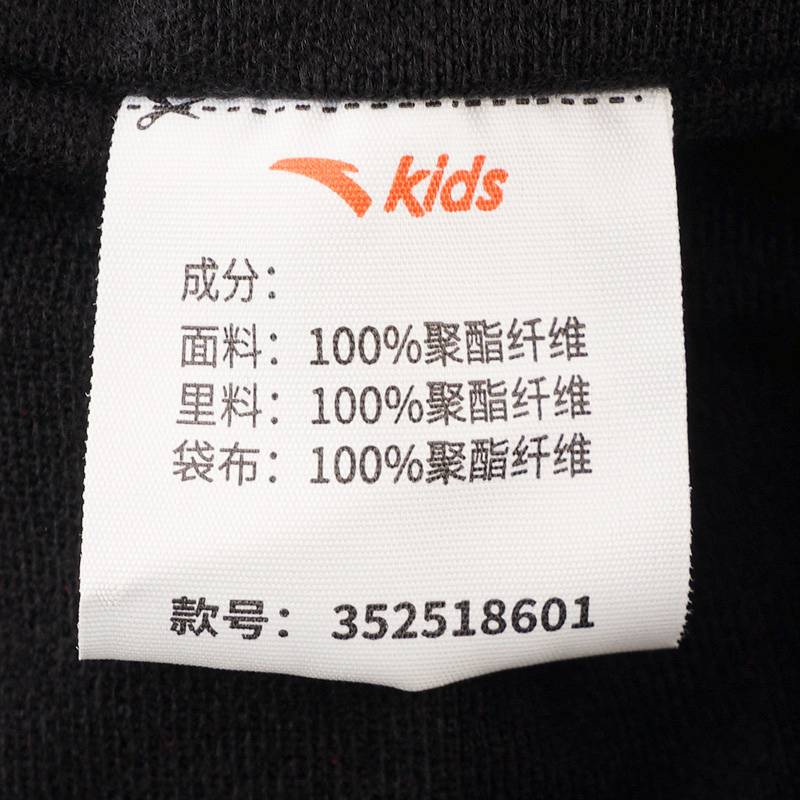 kids
成分：
面料：100%聚酯纤维
里料：100%聚酯纤维
袋布：100%聚酯纤维
款号：352518601